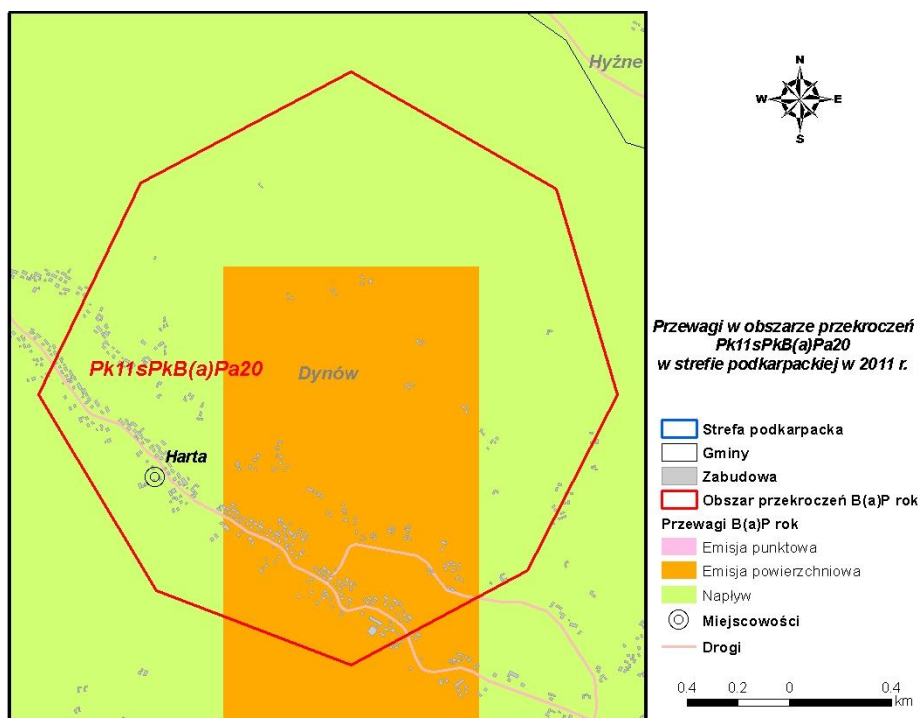 Hyżne
N
W
E
S
Przewagi w obszarze przekroczeń
Pk11sPkB(a)Pa20
w strefie podkarpackiej w 2011 r.
Pk11sPkB(a)Pa20
Dynów
Harta
Strefa podkarpacka
Gminy
Zabudowa
Obszar przekroczeń B(a)P rok
Przewagi B(a)P rok
Emisja punktowa
Emisja powierzchniowa
Napływ
Miejscowości
Drogi
0.4 0.2 0 0.4
km